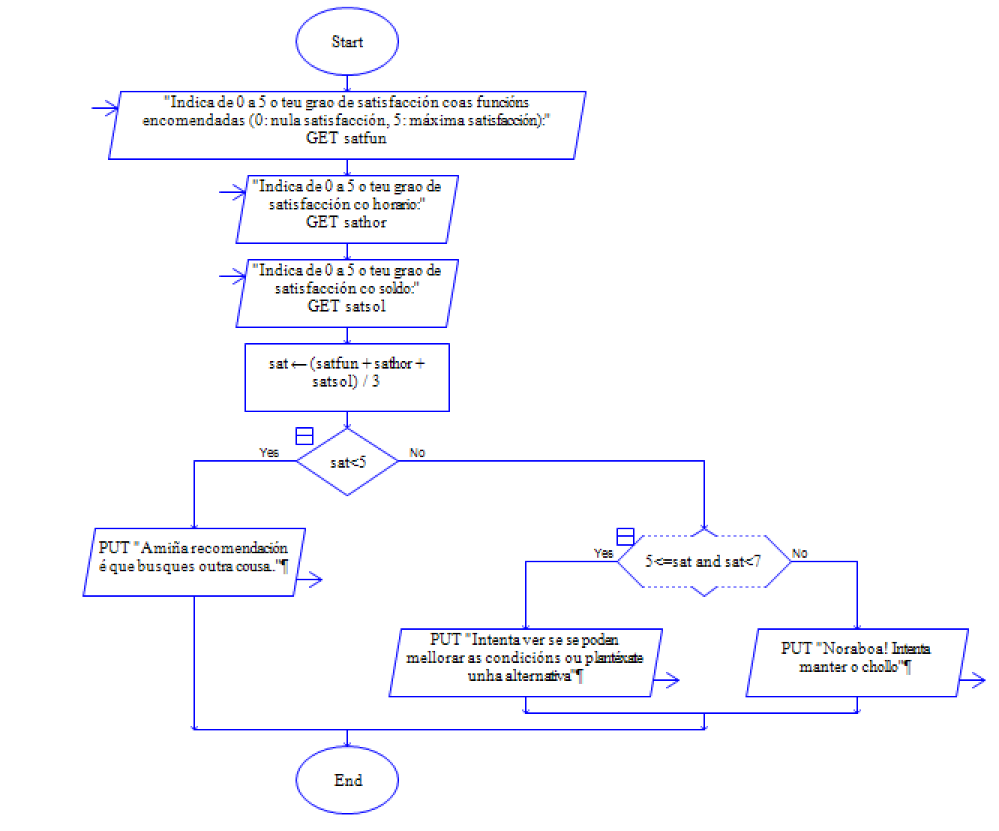 Start
"Indica de 0 a 5 o teu grao de satisfacción coas funcións
encomendadas (0: nula satisfacción, 5: máxima satisfacción):"
GET satfun
"Indica de 0 a 5 o teu grao de
satisfacción co horario:"
GET sathor
"Indica de 0 a 5 o teu grao de
satisfacción co soldo:"
GET satsol
sat ← (satfun + sathor +
satsol) / 3
Yes
sat<5
No
PUT "A miña recomendación
é que busques outra cousa."¶
Yes
5<=sat and sat<7
No
PUT "Intenta ver se se poden
mellorar as condicións ou plantéxate
unha alternativa"¶
PUT "Noraboa! Intenta
manter o chollo"¶
End